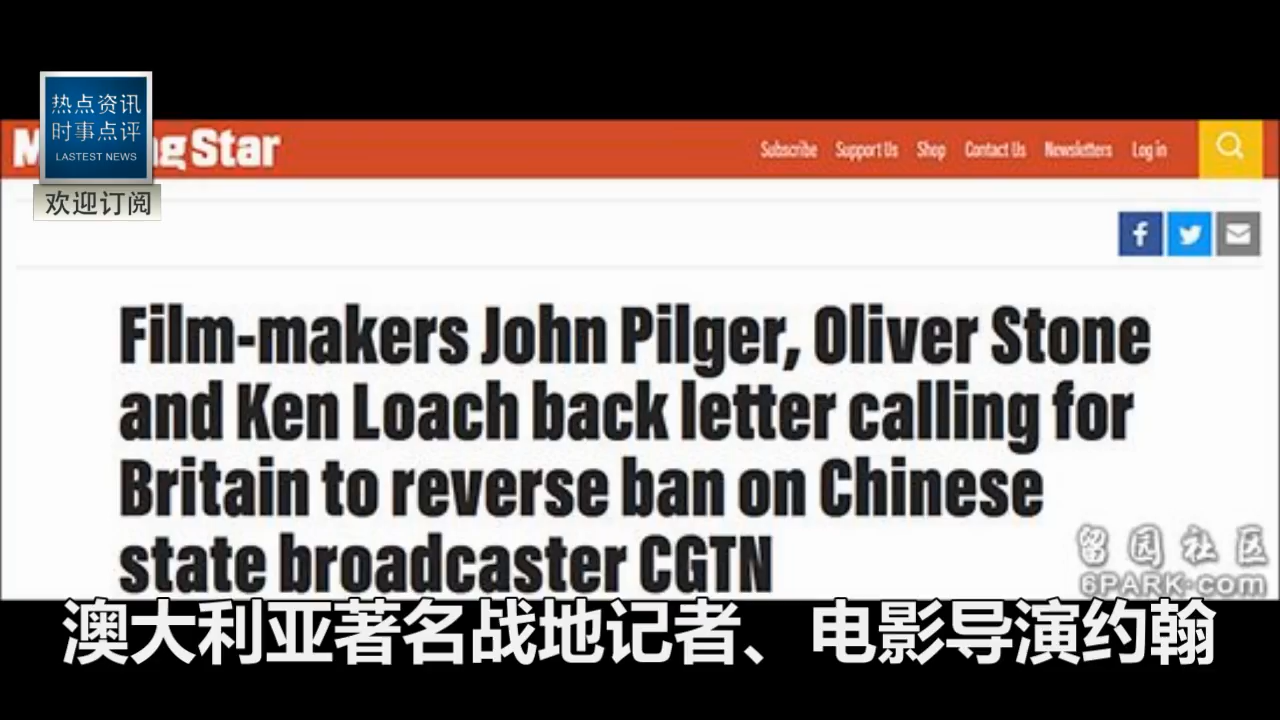 热点资讯
时事点评
LASTEST NEWS
欢迎订阅
ng Star
Subscribe Support Us Shop Contact Us Newsletters Log in
Film-makers John Pilger, Oliver Stone
and Ken Loach back letter calling for
Britain to reverse ban on Chinese
state broadcaster CGTN
留园社区
6PARK.com
澳大利亚著名战地记者、电影导演约翰